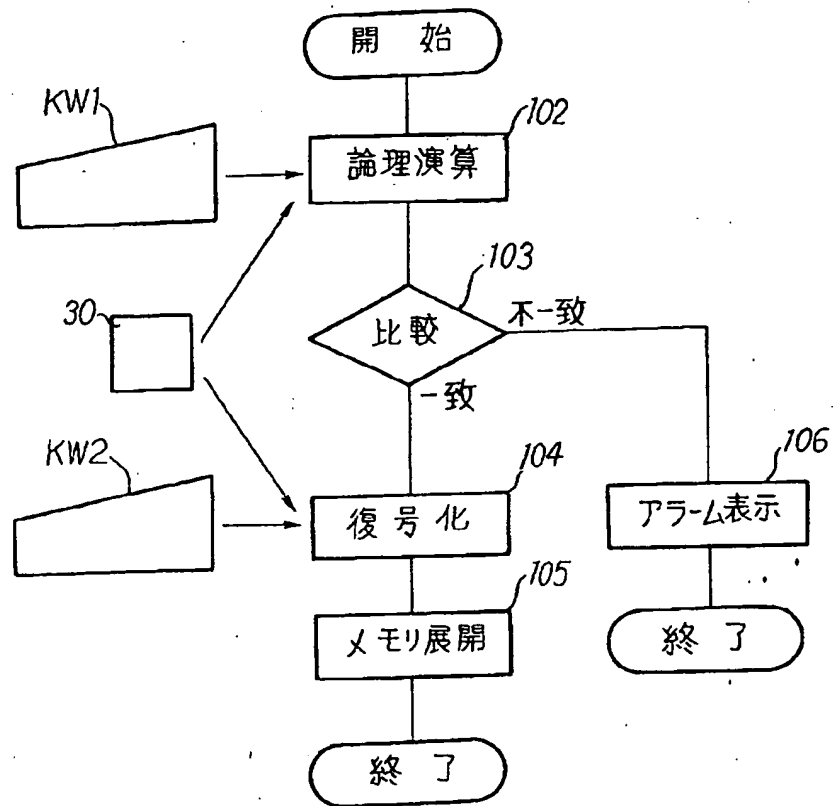 開 始
KW1
102
論理演算
103
30
比較
不一致
一致
KW2
104
106
復号化
アラーム表示
105
メモリ展開
終 了
終 了